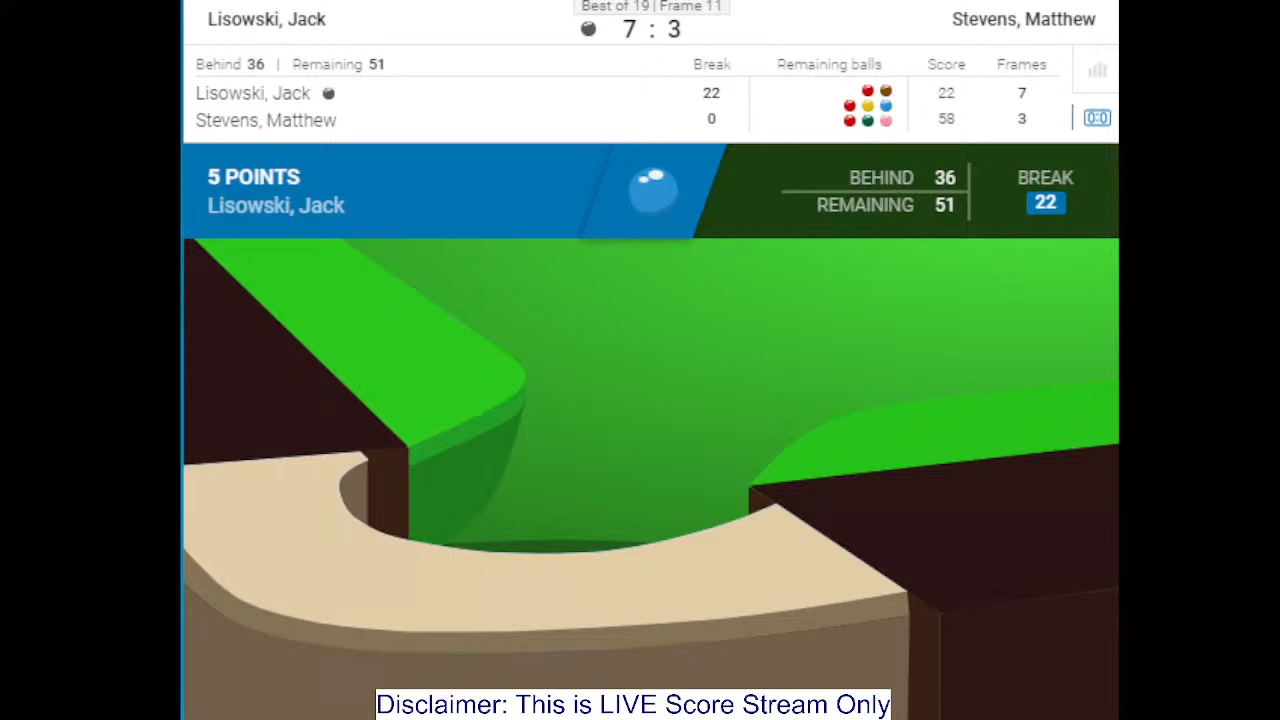 Lisowski, Jack
Best of 19 | Frame 11
7 : 3
Stevens, Matthew
Behind 36 | Remaining 51
Break
Remaining balls
Score
Frames
Lisowski, Jack
22
22
7
Stevens, Matthew
0
58
3
0:0
5 POINTS
Lisowski, Jack
BEHIND 36
REMAINING 51
BREAK
22
Disclaimer: This is LIVE Score Stream Only